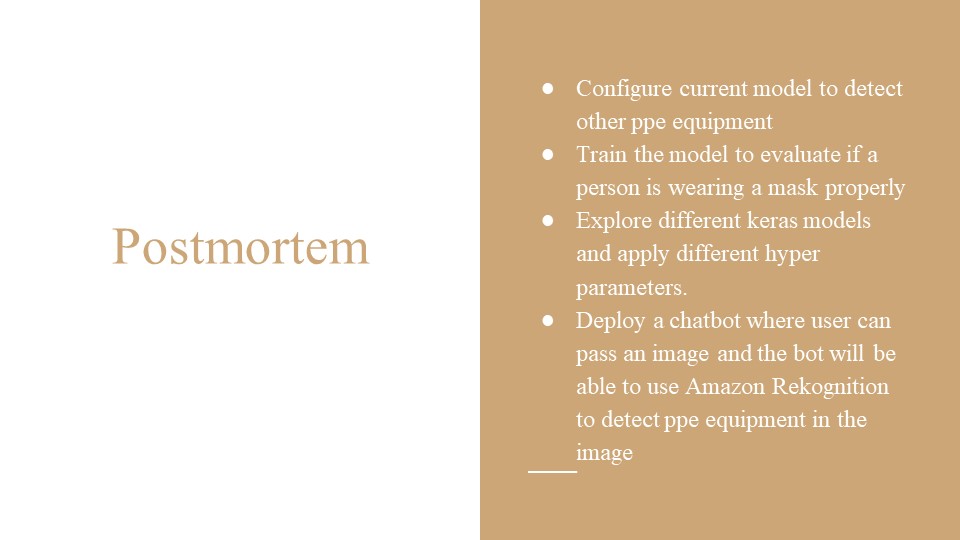 Postmortem
● Configure current model to detect
other ppe equipment
● Train the model to evaluate if a
person is wearing a mask properly
● Explore different keras models
and apply different hyper
parameters.
● Deploy a chatbot where user can
pass an image and the bot will be
able to use Amazon Rekognition
to detect ppe equipment in the
image